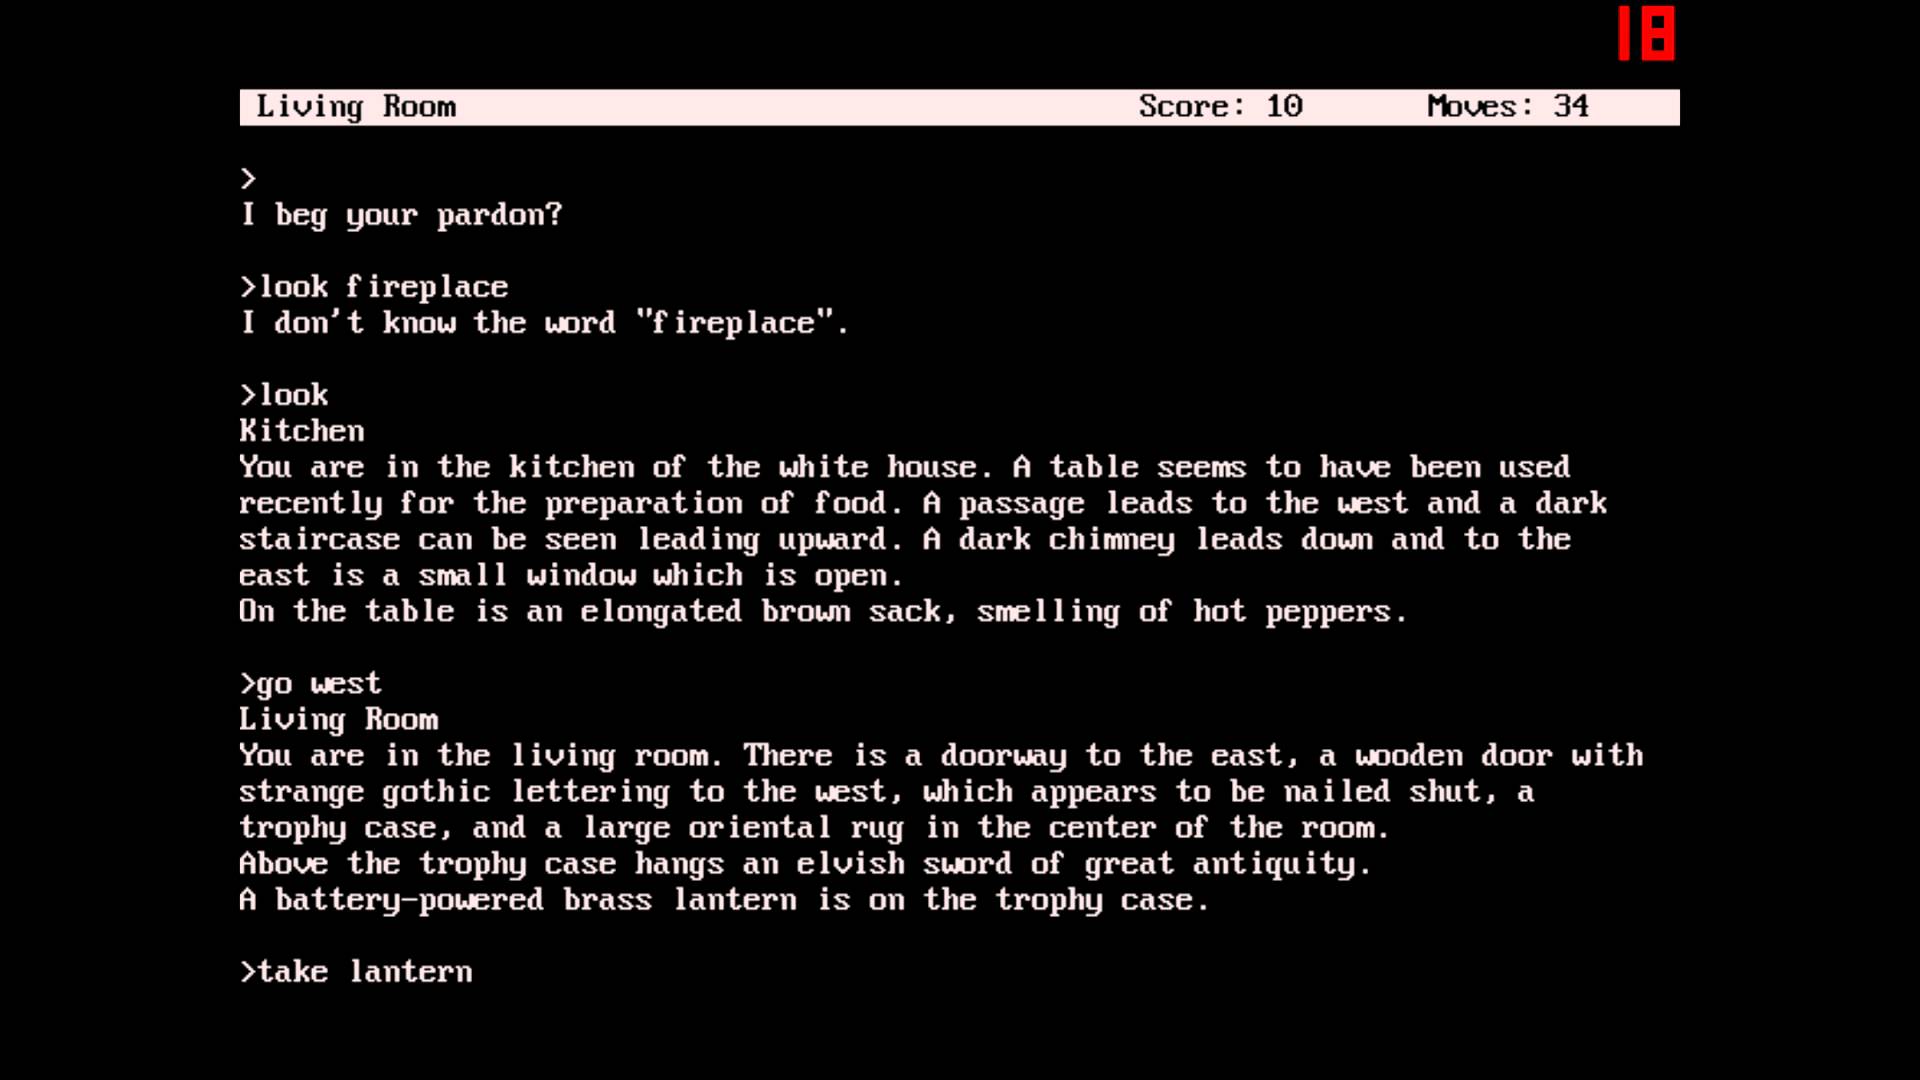 18
Living Room Score: 10 Moves: 34
>
I beg your pardon?
>look fireplace
I don't know the word "fireplace".
>look
Kitchen
You are in the kitchen of the white house. A table seems to have been used
recently for the preparation of food. A passage leads to the west and a dark
staircase can be seen leading upward. A dark chimney leads down and to the
east is a small window which is open.
On the table is an elongated brown sack, smelling of hot peppers.
>go west
Living Room
You are in the living room. There is a doorway to the east, a wooden door with
strange gothic lettering to the west, which appears to be nailed shut, a
trophy case, and a large oriental rug in the center of the room.
Above the trophy case hangs an elvish sword of great antiquity.
A battery-powered brass lantern is on the trophy case.
>take lantern